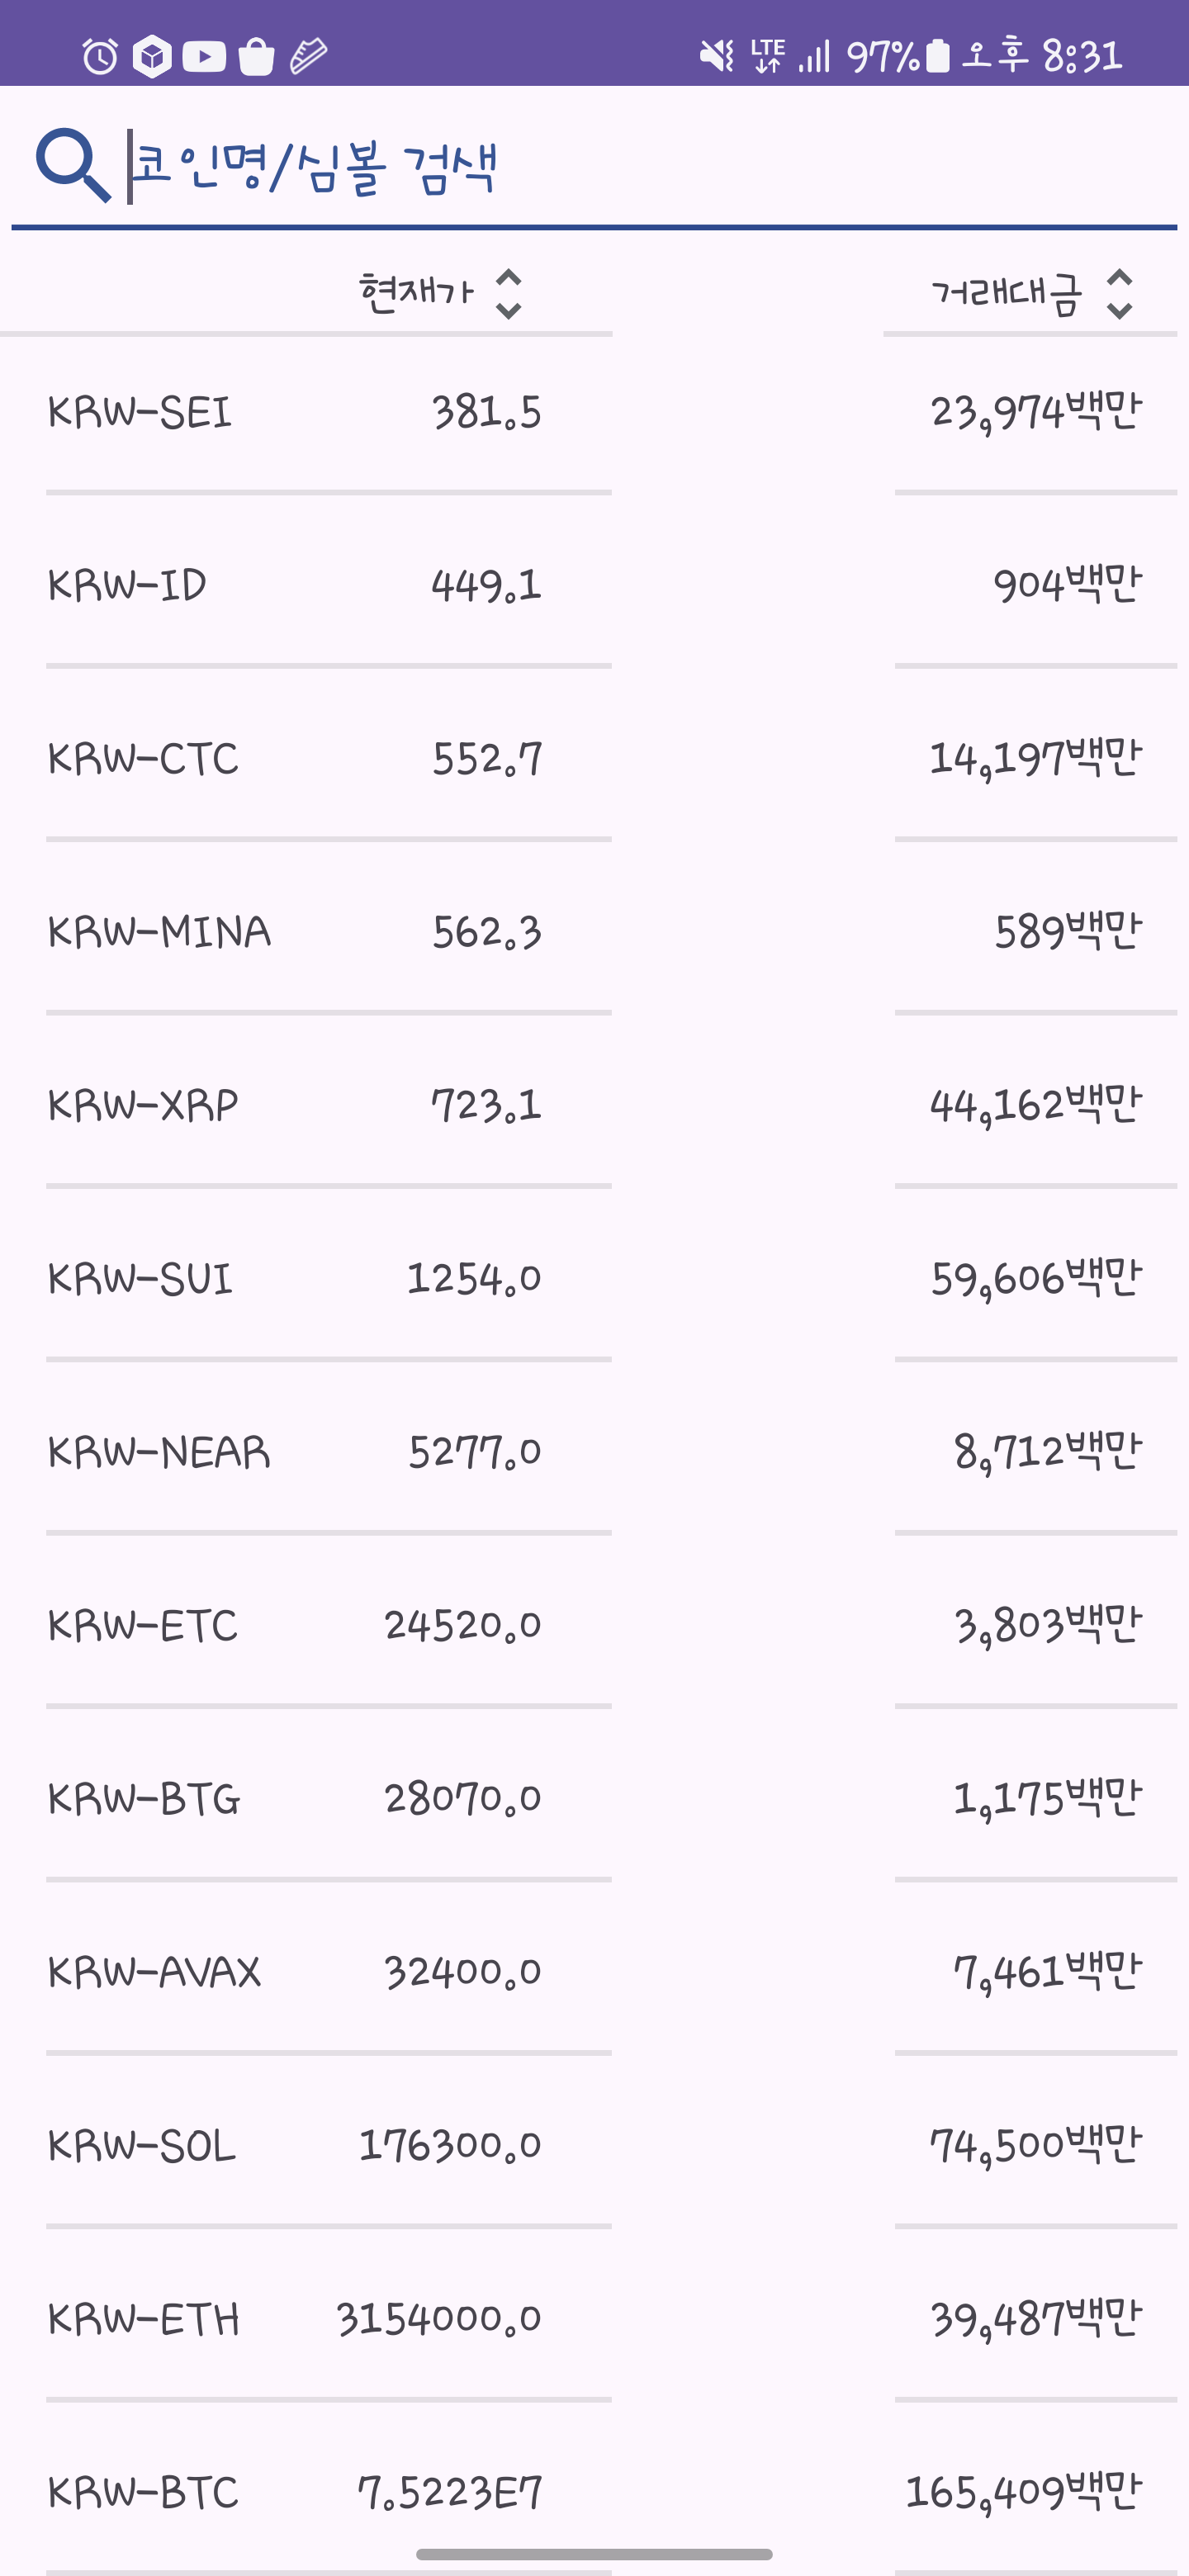 LTE 97% 오후 8:31
코인명/심볼 검색
현재가 거래대금
KRW-SEI 381.5 23,974백만
KRW-ID 449.1 904백만
KRW-CTC 552.7 14,197백만
KRW-MINA 562.3 589백만
KRW-XRP 723.1 44,162백만
KRW-SUI 1254.0 59,606백만
KRW-NEAR 5277.0 8,712백만
KRW-ETC 24520.0 3,803백만
KRW-BTG 28070.0 1,175백만
KRW-AVAX 32400.0 7,461백만
KRW-SOL 176300.0 74,500백만
KRW-ETH 3154000.0 39,487백만
KRW-BTC 7.5223E7 165,409백만